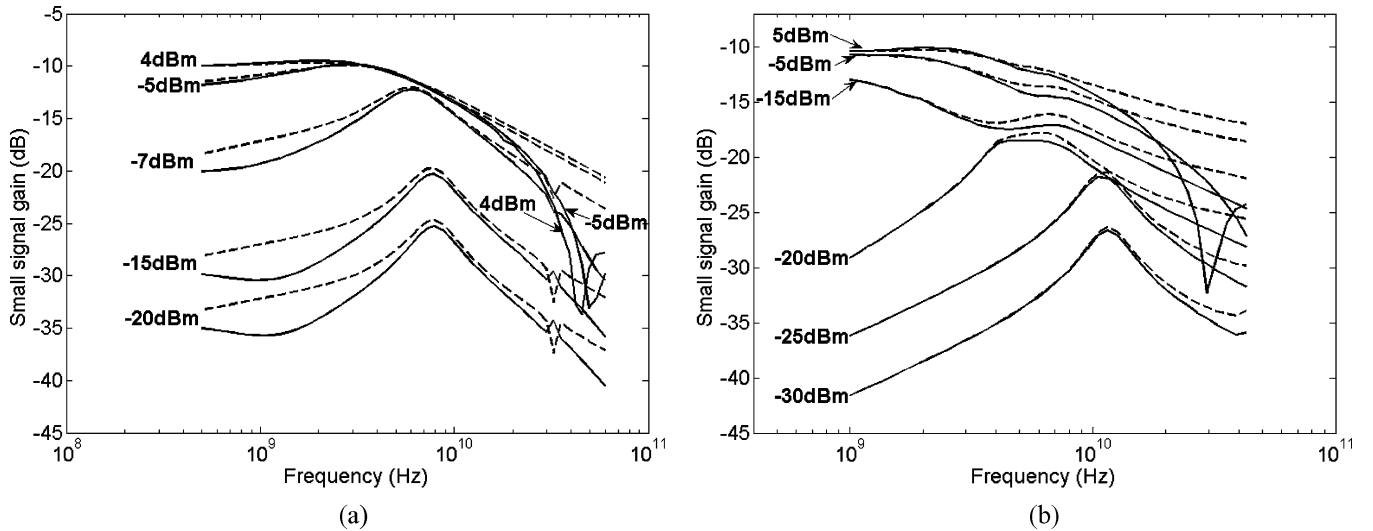 -5
-10
-15
-20
-25
-30
-35
-40
-45
Small signal gain (dB)
4dBm
-5dBm
-7dBm
-15dBm
-20dBm
4dBm
-5dBm
10^8
10^9
10^10
10^11
Frequency (Hz)
(a)
-10
-15
-20
-25
-30
-35
-40
-45
Small signal gain (dB)
5dBm
-5dBm
-15dBm
-20dBm
-25dBm
-30dBm
10^9
10^10
10^11
Frequency (Hz)
(b)